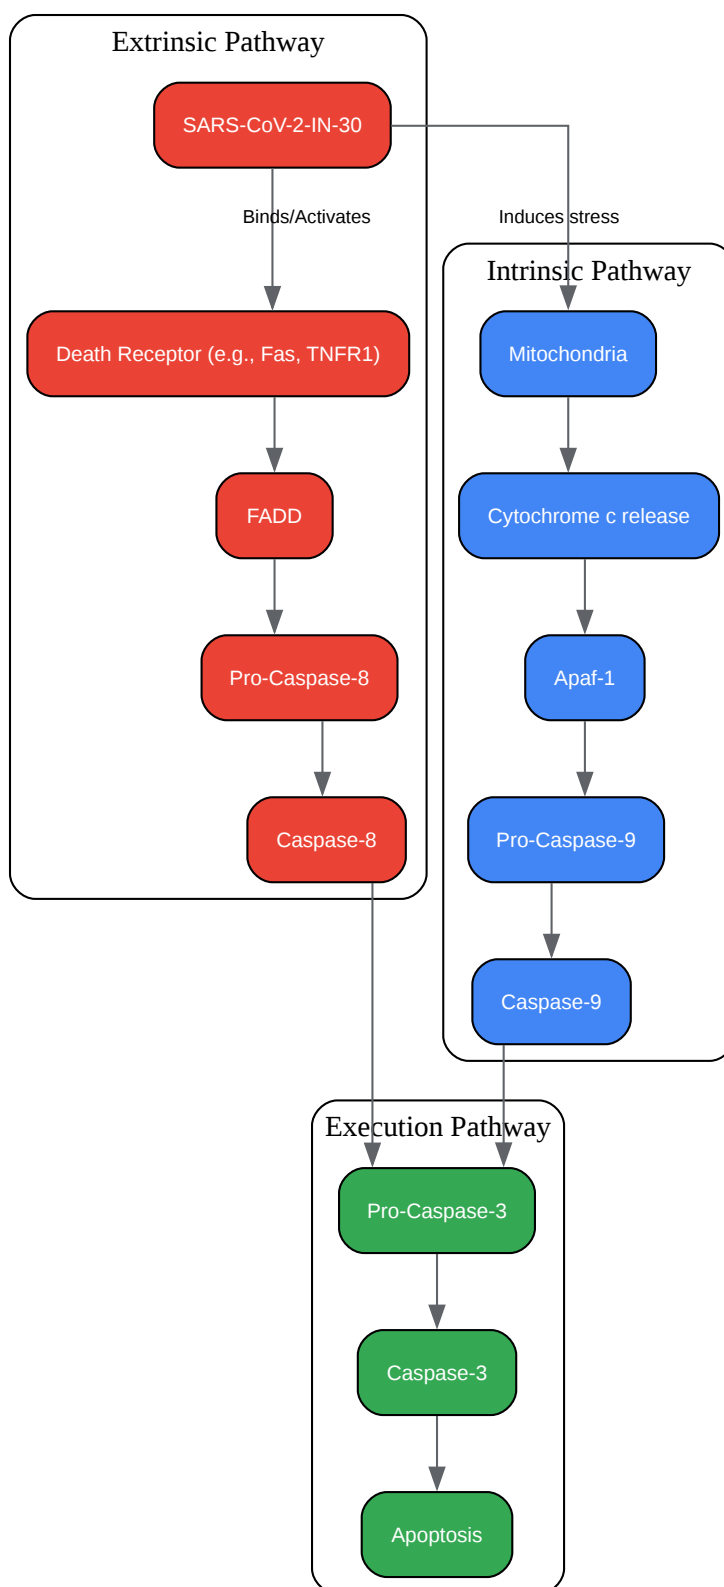 Extrinsic Pathway
SARS-CoV-2-IN-30
Binds/Activates
Induces stress
Intrinsic Pathway
Death Receptor (e.g., Fas, TNFR1)
Mitochondria
FADD
Cytochrome c release
Pro-Caspase-8
Apaf-1
Caspase-8
Pro-Caspase-9
Caspase-9
Execution Pathway
Pro-Caspase-3
Caspase-3
Apoptosis